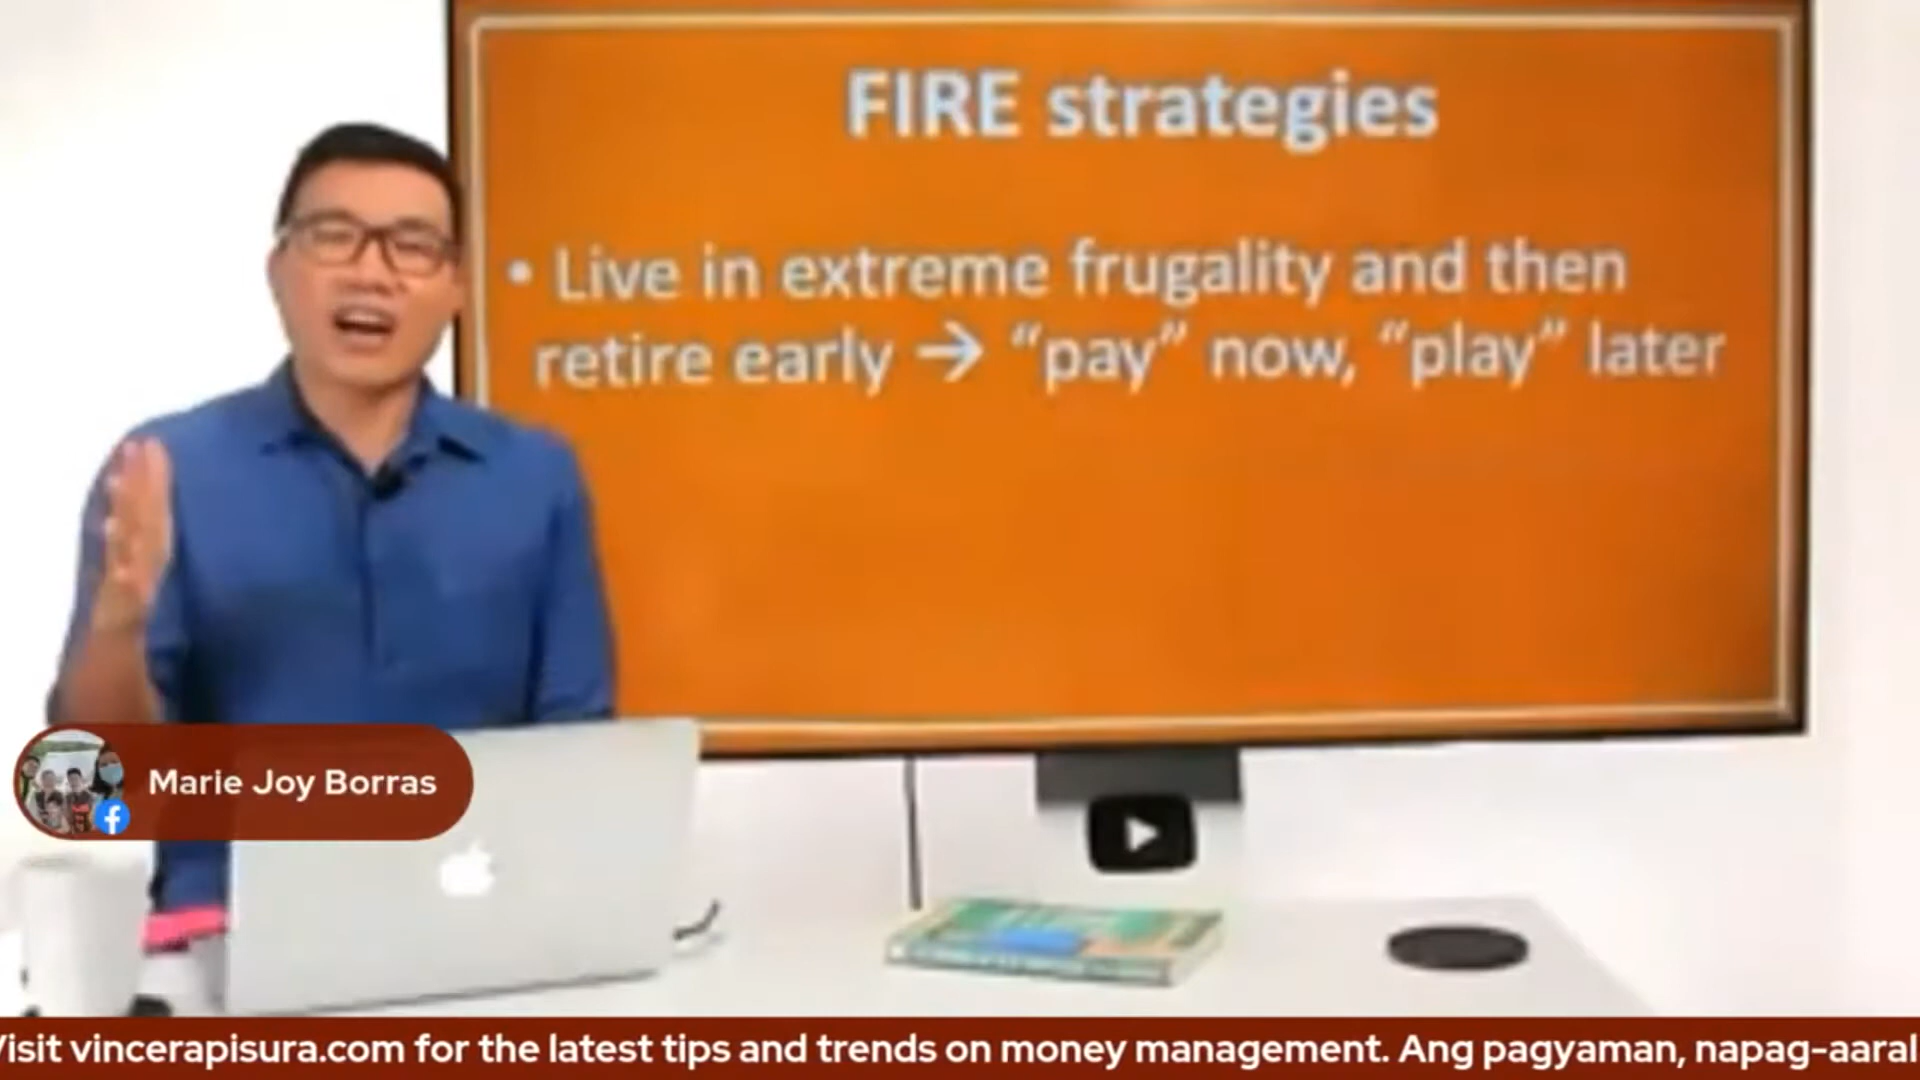 FIRE strategies
• Live in extreme frugality and then
retire early → “pay” now, “play” later
Marie Joy Borras
Visit vincerapisura.com for the latest tips and trends on money management. Ang pagyaman, napag-aaral